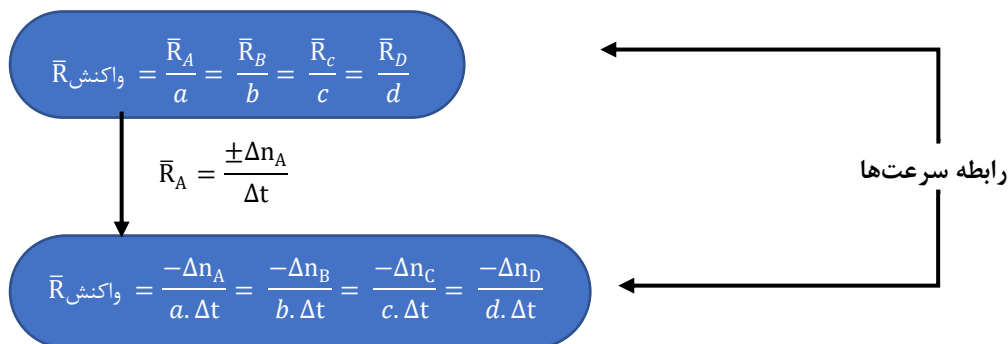 R̅واکنش = R̅_A/a = R̅_B/b = R̅_c/c = R̅_D/d
R̅_A = ±Δn_A/Δt
رابطه سرعت‌ها
R̅واکنش = −Δn_A/a.Δt = −Δn_B/b.Δt = −Δn_C/c.Δt = −Δn_D/d.Δt